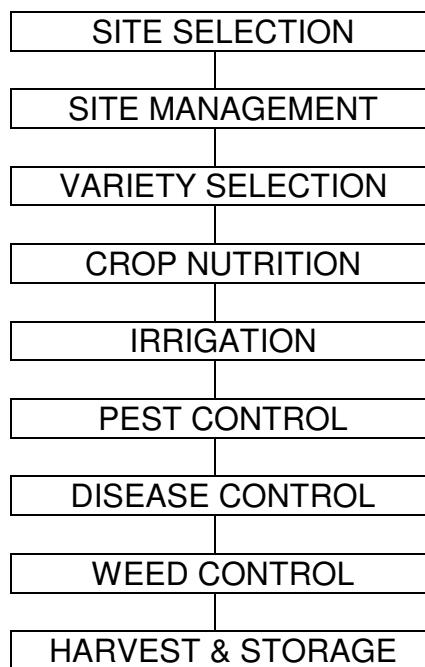 SITE SELECTION
SITE MANAGEMENT
VARIETY SELECTION
CROP NUTRITION
IRRIGATION
PEST CONTROL
DISEASE CONTROL
WEED CONTROL
HARVEST & STORAGE